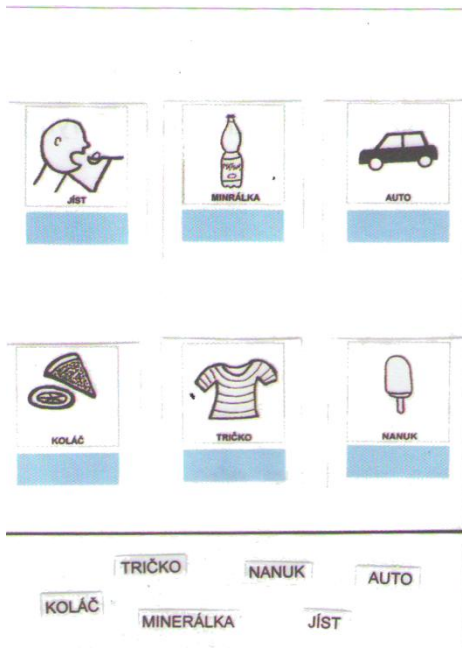 JÍST
MINRÁLKA
AUTO
KOLÁČ
TRIČKO
NANUK
TRIČKO
NANUK
AUTO
KOLÁČ
MINERÁLKA
JÍST